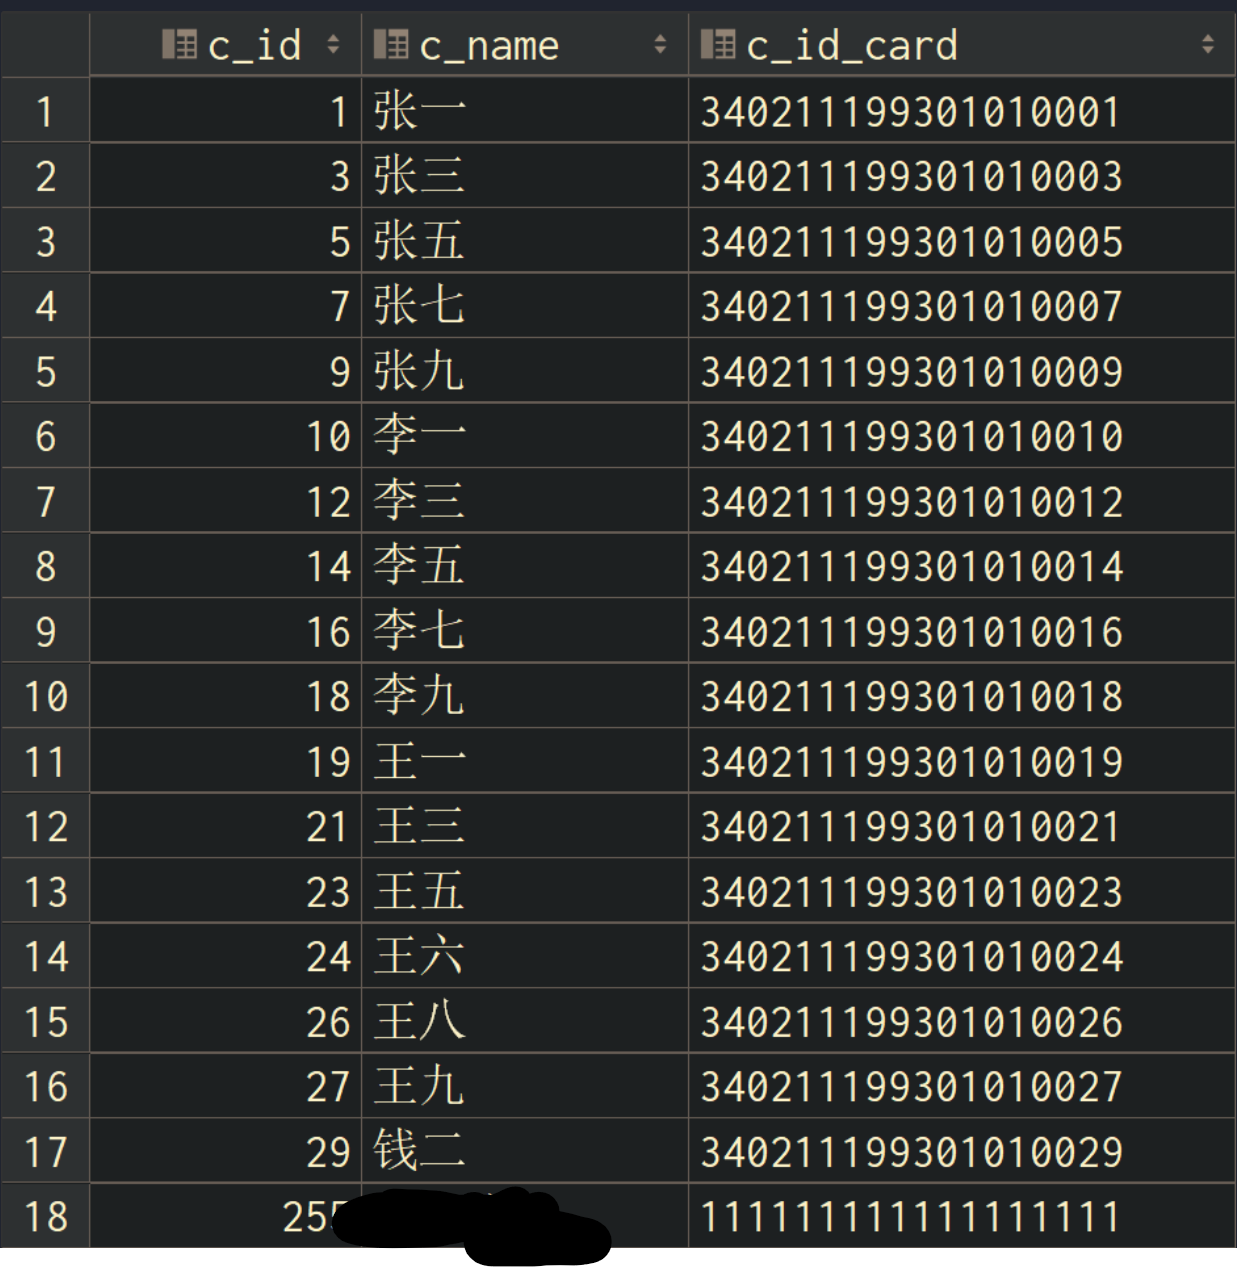 c_id c_name c_id_card
1 1 张一 340211199301010001
2 3 张三 340211199301010003
3 5 张五 340211199301010005
4 7 张七 340211199301010007
5 9 张九 340211199301010009
6 10 李一 340211199301010010
7 12 李三 340211199301010012
8 14 李五 340211199301010014
9 16 李七 340211199301010016
10 18 李九 340211199301010018
11 19 王一 340211199301010019
12 21 王三 340211199301010021
13 23 王五 340211199301010023
14 24 王六 340211199301010024
15 26 王八 340211199301010026
16 27 王九 340211199301010027
17 29 钱二 340211199301010029
18 255 111111111111111111